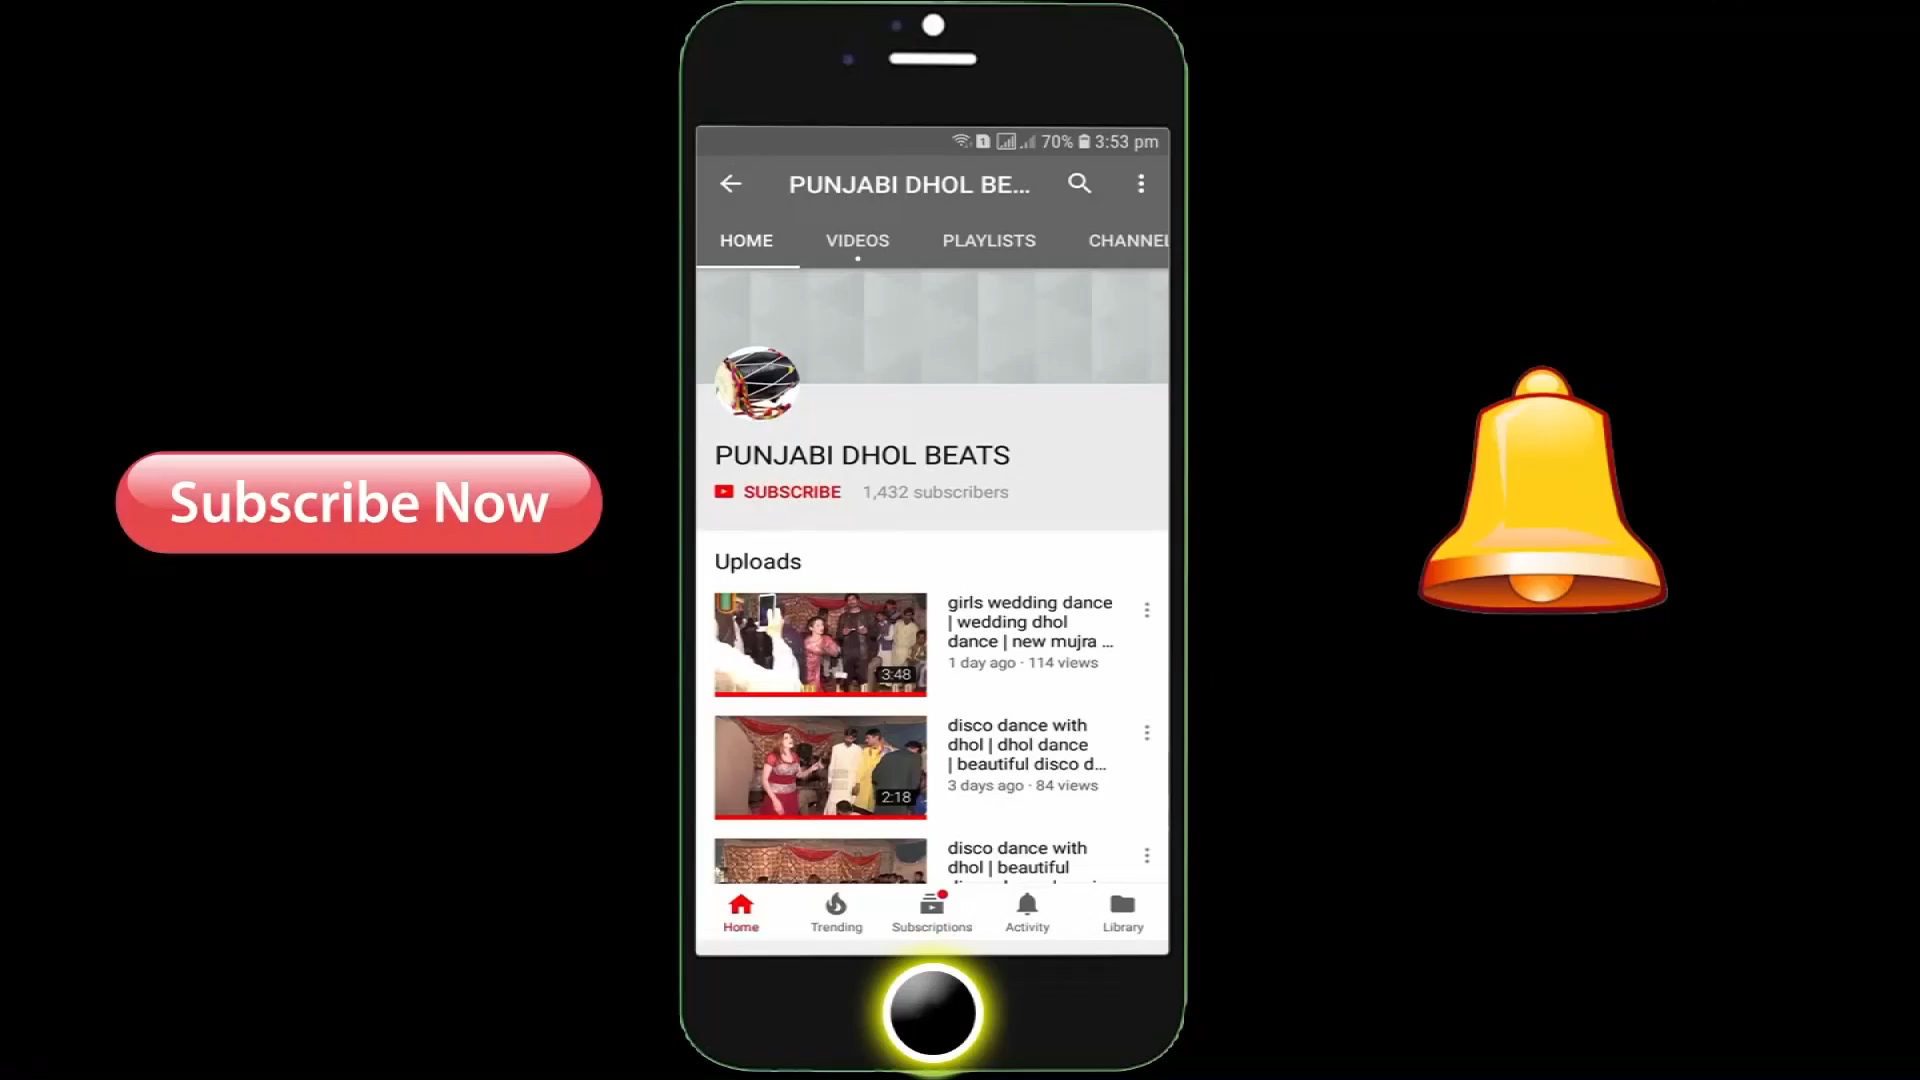 70% 3:53 pm
PUNJABI DHOL BE...
HOME VIDEOS PLAYLISTS CHANNEL
PUNJABI DHOL BEATS
SUBSCRIBE 1,432 subscribers
Subscribe Now
Uploads
girls wedding dance
| wedding dhol
dance | new mujra ...
1 day ago · 114 views
3:48
disco dance with
dhol | dhol dance
| beautiful disco d...
3 days ago · 84 views
2:18
disco dance with
dhol | beautiful
Home Trending Subscriptions Activity Library